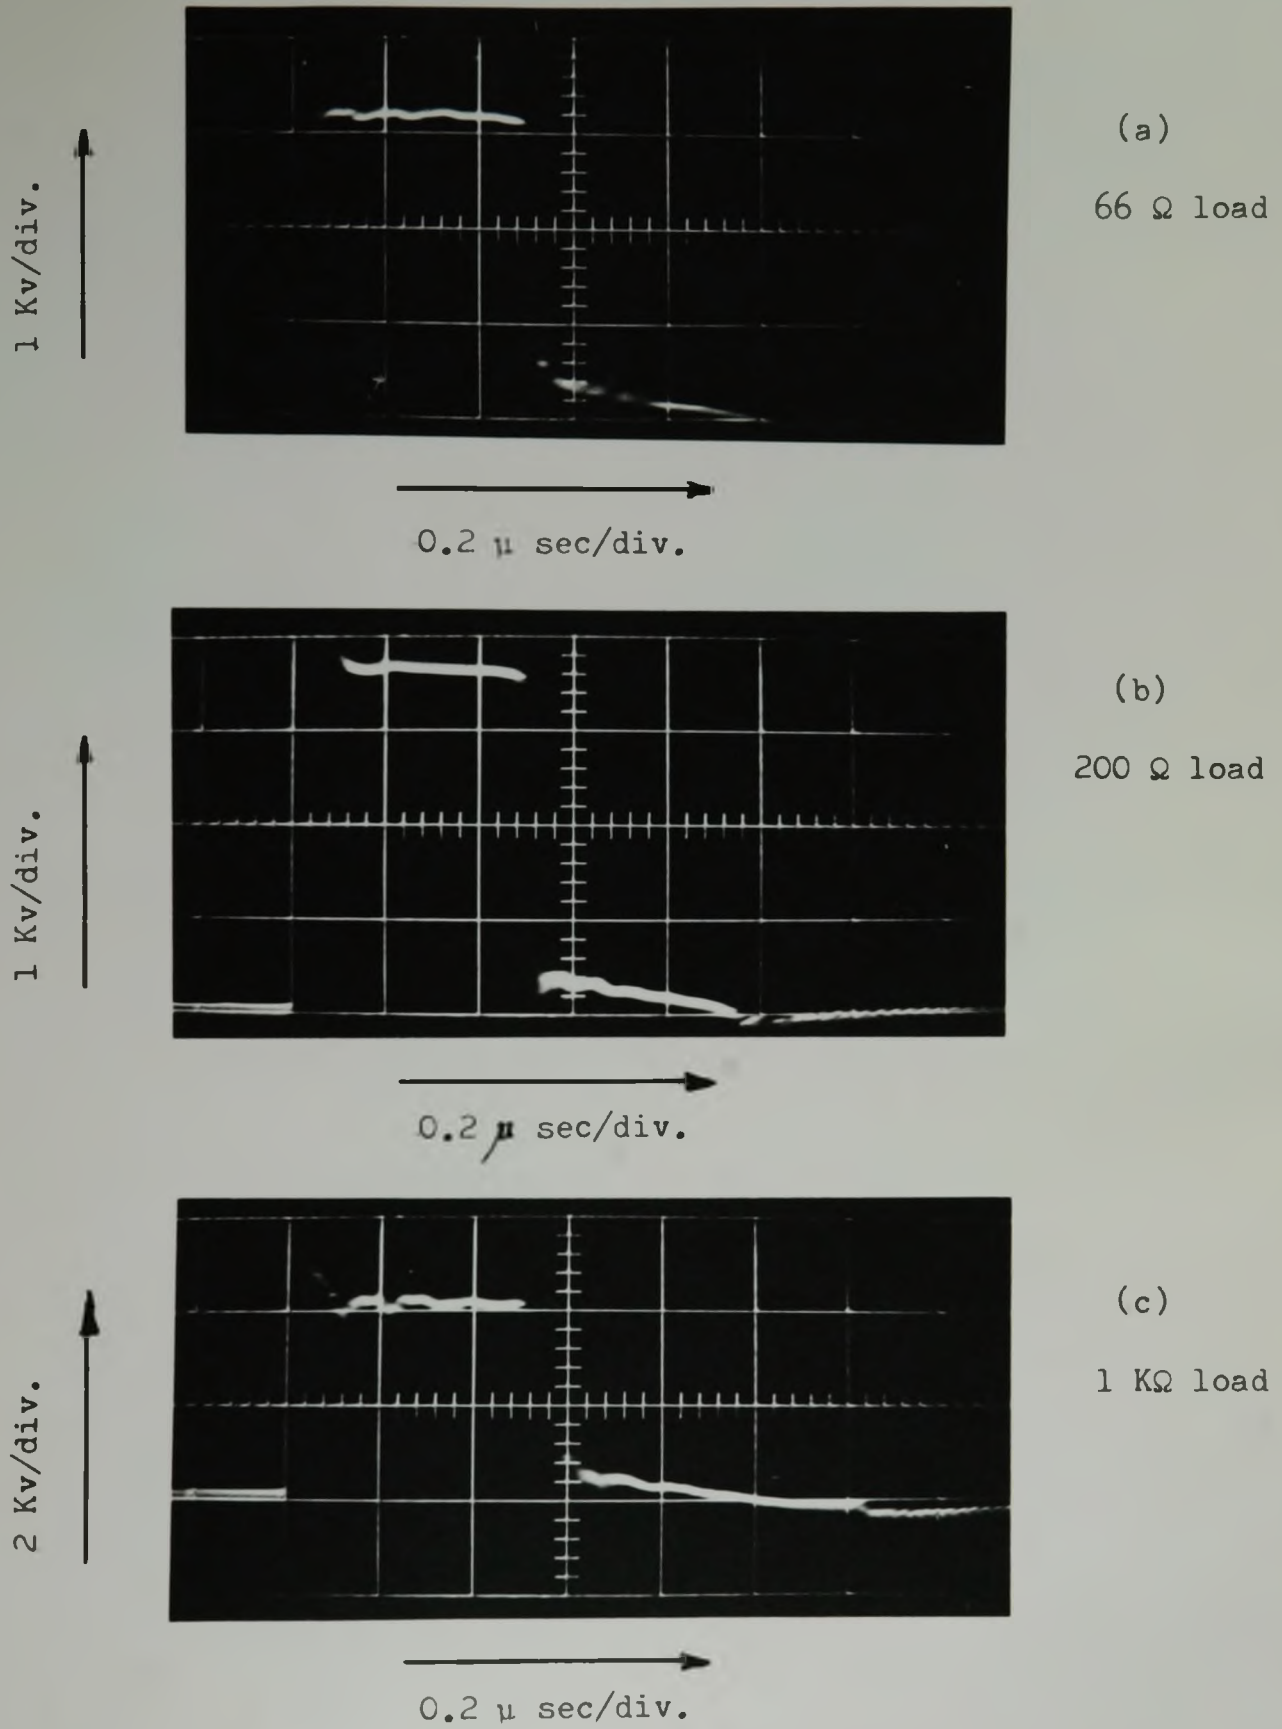 1 Kv/div.
(a)
66 Ω load
0.2 μ sec/div.
1 Kv/div.
(b)
200 Ω load
0.2 μ sec/div.
2 Kv/div.
(c)
1 KΩ load
0.2 μ sec/div.